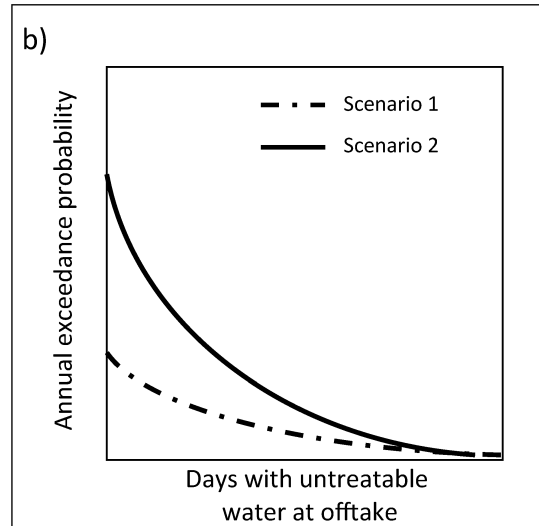 b)
Scenario 1
Scenario 2
Annual exceedance probability
Days with untreatable
water at offtake